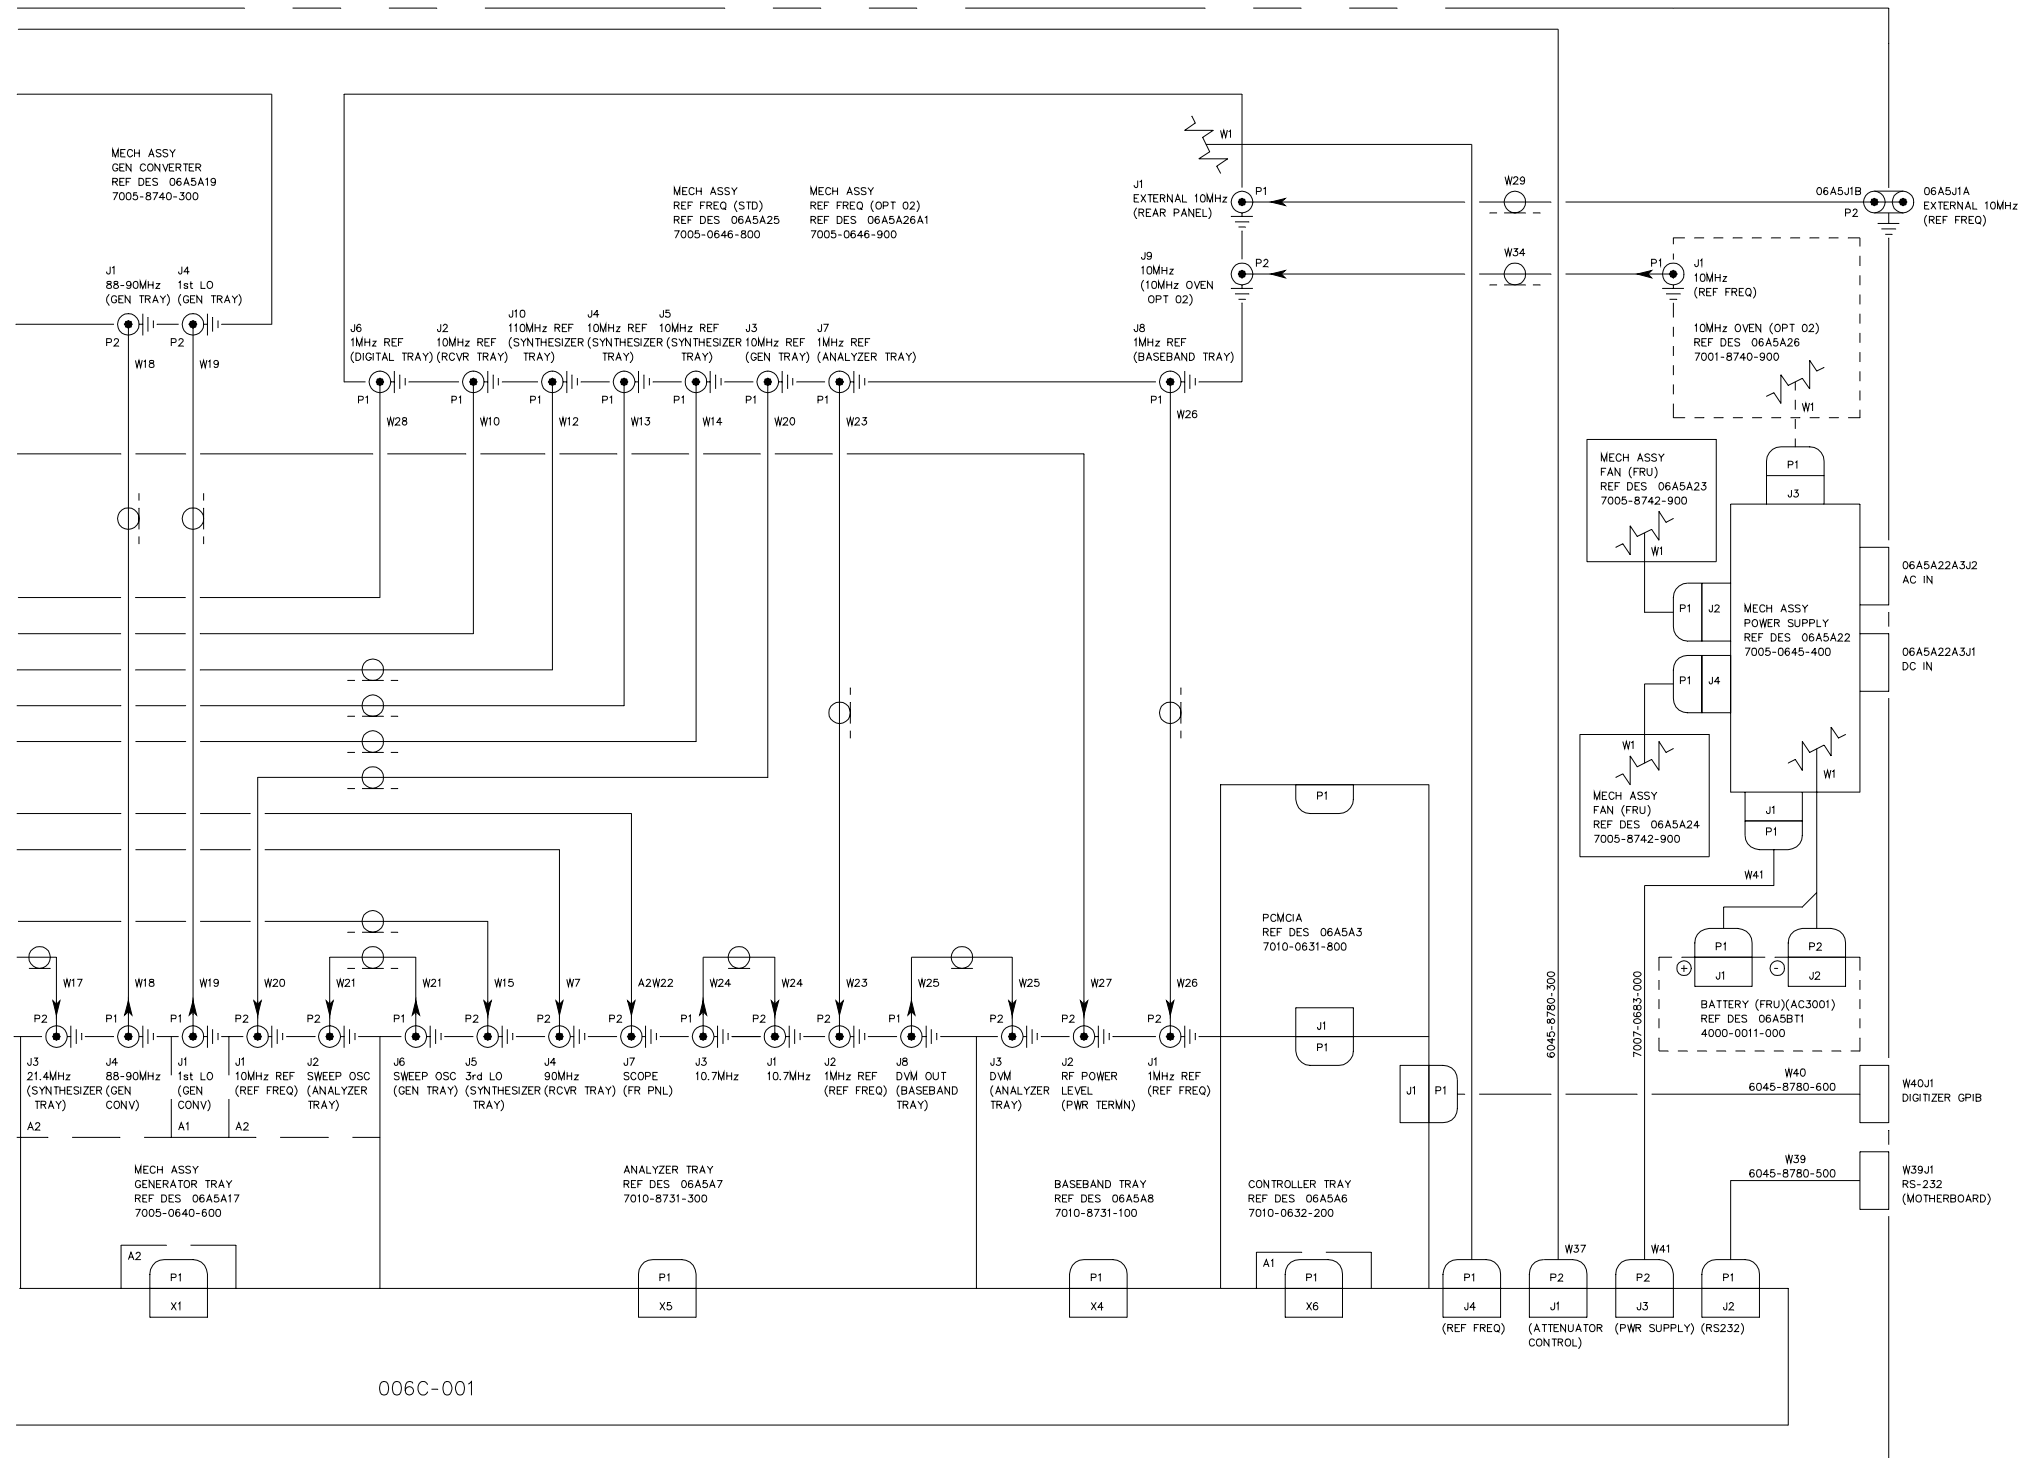 MECH ASSY
GEN CONVERTER
REF DES 06A5A19
7005-8740-300
J1
88-90MHz
(GEN TRAY)
P2
W18
J4
1st LO
(GEN TRAY)
P2
W19
MECH ASSY
REF FREQ (STD)
REF DES 06A5A25
7005-0646-800
MECH ASSY
REF FREQ (OPT 02)
REF DES 06A5A26A1
7005-0646-900
W1
J1
EXTERNAL 10MHz
(REAR PANEL)
P1
W29
06A5J1B
P2
06A5J1A
EXTERNAL 10MHz
(REF FREQ)
J9
10MHz
(10MHz OVEN
OPT 02)
P2
W34
P1
J1
10MHz
(REF FREQ)
10MHz OVEN (OPT 02)
REF DES 06A5A26
7001-8740-900
W1
J6
1MHz REF
(DIGITAL TRAY)
P1
W28
J2
10MHz REF
(RCVR TRAY)
P1
W10
J10
110MHz REF
(SYNTHESIZER
TRAY)
P1
W12
J4
10MHz REF
(SYNTHESIZER
TRAY)
P1
W13
J5
10MHz REF
(SYNTHESIZER
TRAY)
P1
W14
J3
10MHz REF
(GEN TRAY)
P1
W20
J7
1MHz REF
(ANALYZER TRAY)
P1
W23
J8
1MHz REF
(BASEBAND TRAY)
P1
W26
MECH ASSY
FAN (FRU)
REF DES 06A5A23
7005-8742-900
W1
P1
J3
P1
J2
P1
J4
MECH ASSY
POWER SUPPLY
REF DES 06A5A22
7005-0645-400
06A5A22A3J2
AC IN
06A5A22A3J1
DC IN
W1
MECH ASSY
FAN (FRU)
REF DES 06A5A24
7005-8742-900
W1
J1
P1
W41
P1
J1
P2
J2
+
-
BATTERY (FRU)(AC3001)
REF DES 06A5BT1
4000-0011-000
P1
PCMCIA
REF DES 06A5A3
7010-0631-800
J1
P1
W17
P2
J3
21.4MHz
(SYNTHESIZER
TRAY)
A2
W18
P1
J4
88-90MHz
(GEN
CONV)
W19
P1
J1
1st LO
(GEN
CONV)
A1
W20
P2
J1
10MHz REF
(REF FREQ)
A2
W21
P2
J2
SWEEP OSC
(ANALYZER
TRAY)
W21
P1
J6
SWEEP OSC
(GEN TRAY)
W15
P2
J5
3rd LO
(SYNTHESIZER
TRAY)
W7
P2
J4
90MHz
(RCVR TRAY)
A2W22
P2
J7
SCOPE
(FR PNL)
W24
P1
J3
10.7MHz
W24
P2
J1
10.7MHz
W23
P2
J2
1MHz REF
(REF FREQ)
W25
P1
J8
DVM OUT
(BASEBAND
TRAY)
W25
P2
J3
DVM
(ANALYZER
TRAY)
W27
P2
J2
RF POWER
LEVEL
(PWR TERMN)
W26
P2
J1
1MHz REF
(REF FREQ)
J1
P1
6045-8780-300
7007-0683-000
W40
6045-8780-600
W40J1
DIGITIZER GPIB
W39
6045-8780-500
W39J1
RS-232
(MOTHERBOARD)
MECH ASSY
GENERATOR TRAY
REF DES 06A5A17
7005-0640-600
ANALYZER TRAY
REF DES 06A5A7
7010-8731-300
BASEBAND TRAY
REF DES 06A5A8
7010-8731-100
CONTROLLER TRAY
REF DES 06A5A6
7010-0632-200
A2
P1
X1
P1
X5
P1
X4
A1
P1
X6
P1
J4
(REF FREQ)
W37
P2
J1
(ATTENUATOR
CONTROL)
W41
P2
J3
(PWR SUPPLY)
P1
J2
(RS232)
006C-001